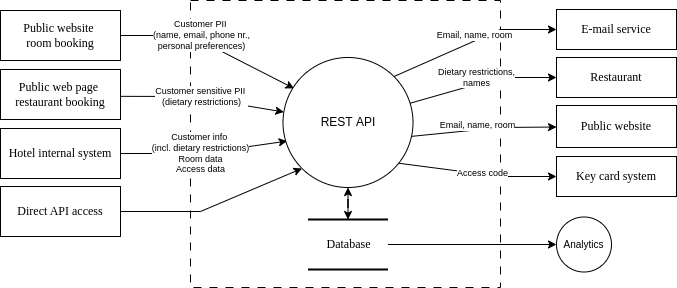 Public website
room booking
Customer PII
(name, email, phone nr.,
personal preferences)
Public web page
restaurant booking
Customer sensitive PII
(dietary restrictions)
Hotel internal system
Customer info
(incl. dietary restrictions)
Room data
Access data
Direct API access
REST API
Database
Email, name, room
E-mail service
Dietary restrictions,
names
Restaurant
Email, name, room
Public website
Access code
Key card system
Analytics